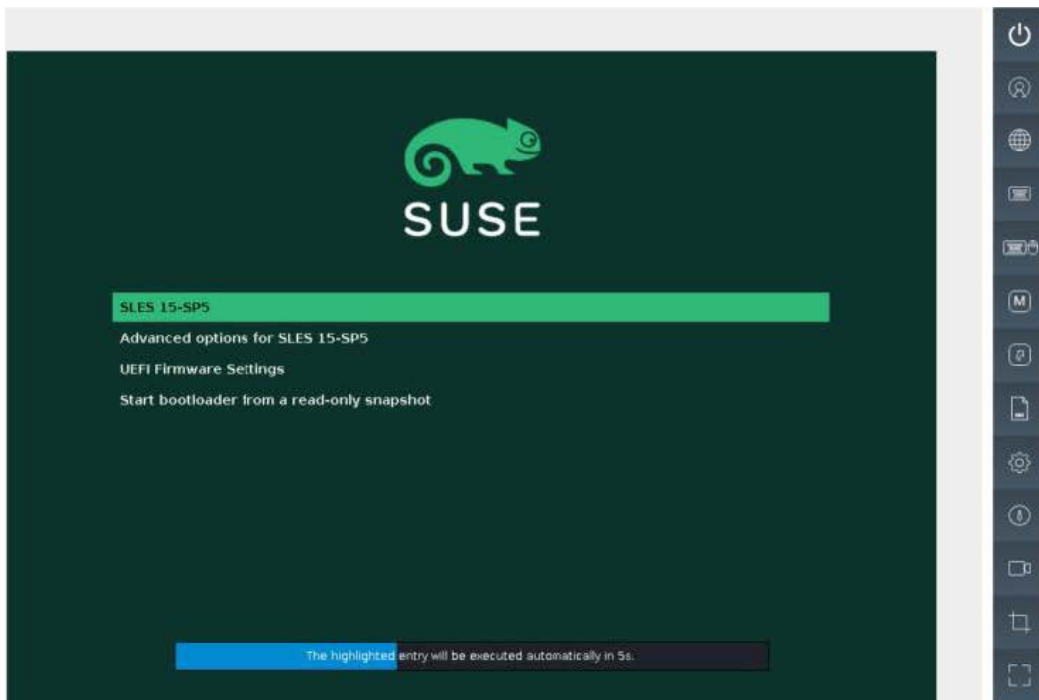 SUSE
SLES 15-SP5
Advanced options for SLES 15-SP5
UEFI Firmware Settings
Start bootloader from a read-only snapshot
The highlighted entry will be executed automatically in 5s.
M